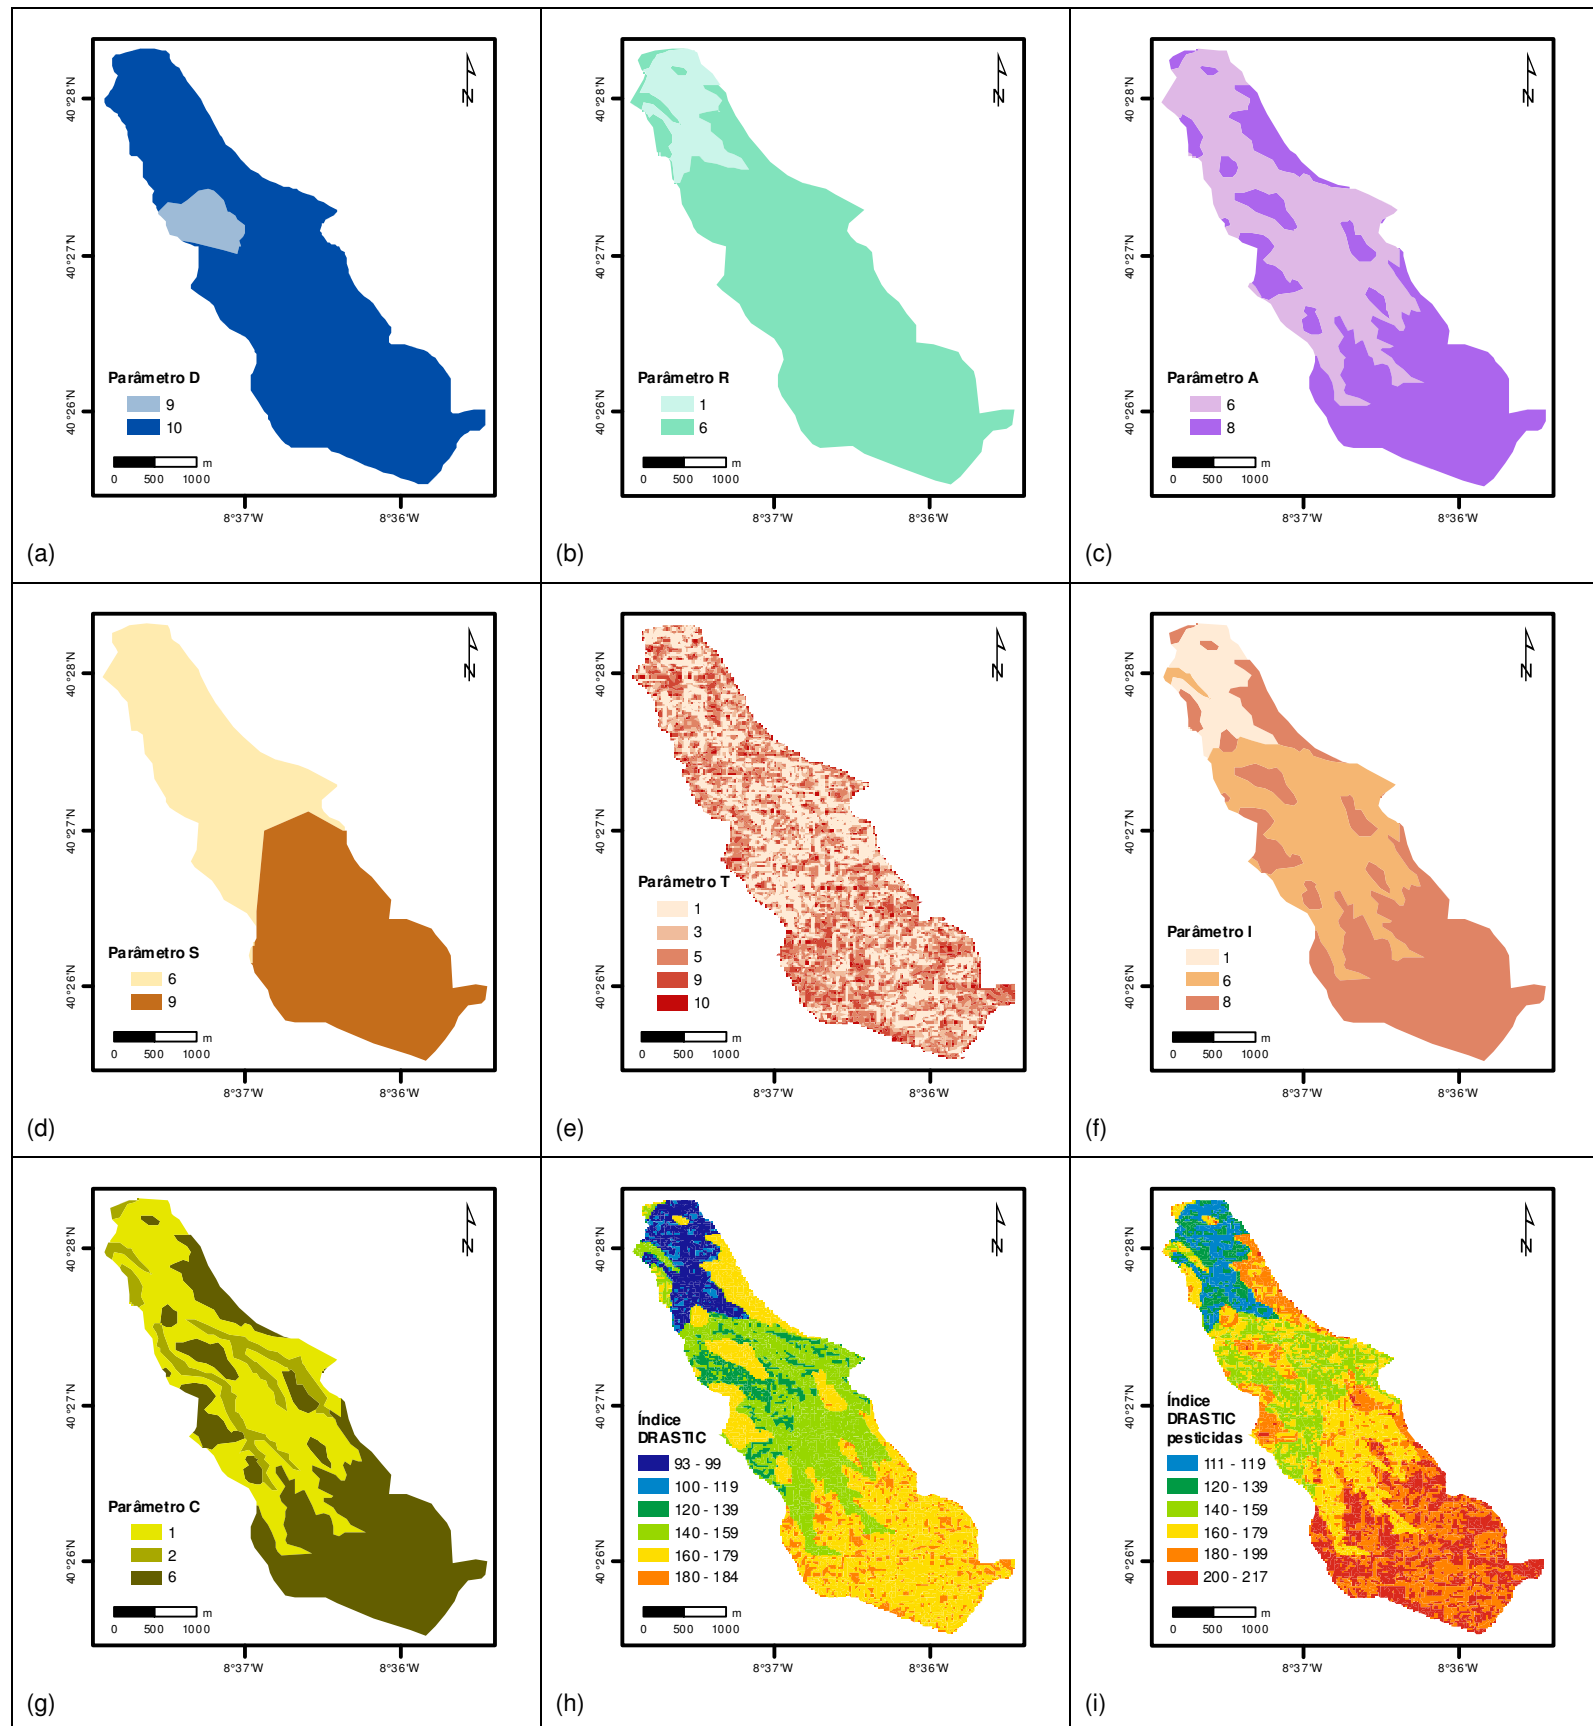 N
40°28'N
40°27'N
40°26'N
Parâmetro D
9
10
0 500 1000 m
8°37'W 8°36'W
(a)
N
40°28'N
40°27'N
40°26'N
Parâmetro R
1
6
0 500 1000 m
8°37'W 8°36'W
(b)
N
40°28'N
40°27'N
40°26'N
Parâmetro A
6
8
0 500 1000 m
8°37'W 8°36'W
(c)
N
40°28'N
40°27'N
40°26'N
Parâmetro S
6
9
0 500 1000 m
8°37'W 8°36'W
(d)
N
40°28'N
40°27'N
40°26'N
Parâmetro T
1
3
5
9
10
0 500 1000 m
8°37'W 8°36'W
(e)
N
40°28'N
40°27'N
40°26'N
Parâmetro I
1
6
8
0 500 1000 m
8°37'W 8°36'W
(f)
N
40°28'N
40°27'N
40°26'N
Parâmetro C
1
2
6
0 500 1000 m
8°37'W 8°36'W
(g)
N
40°28'N
40°27'N
40°26'N
Índice
DRASTIC
93 - 99
100 - 119
120 - 139
140 - 159
160 - 179
180 - 184
0 500 1000 m
8°37'W 8°36'W
(h)
N
40°28'N
40°27'N
40°26'N
Índice
DRASTIC
pesticidas
111 - 119
120 - 139
140 - 159
160 - 179
180 - 199
200 - 217
0 500 1000 m
8°37'W 8°36'W
(i)